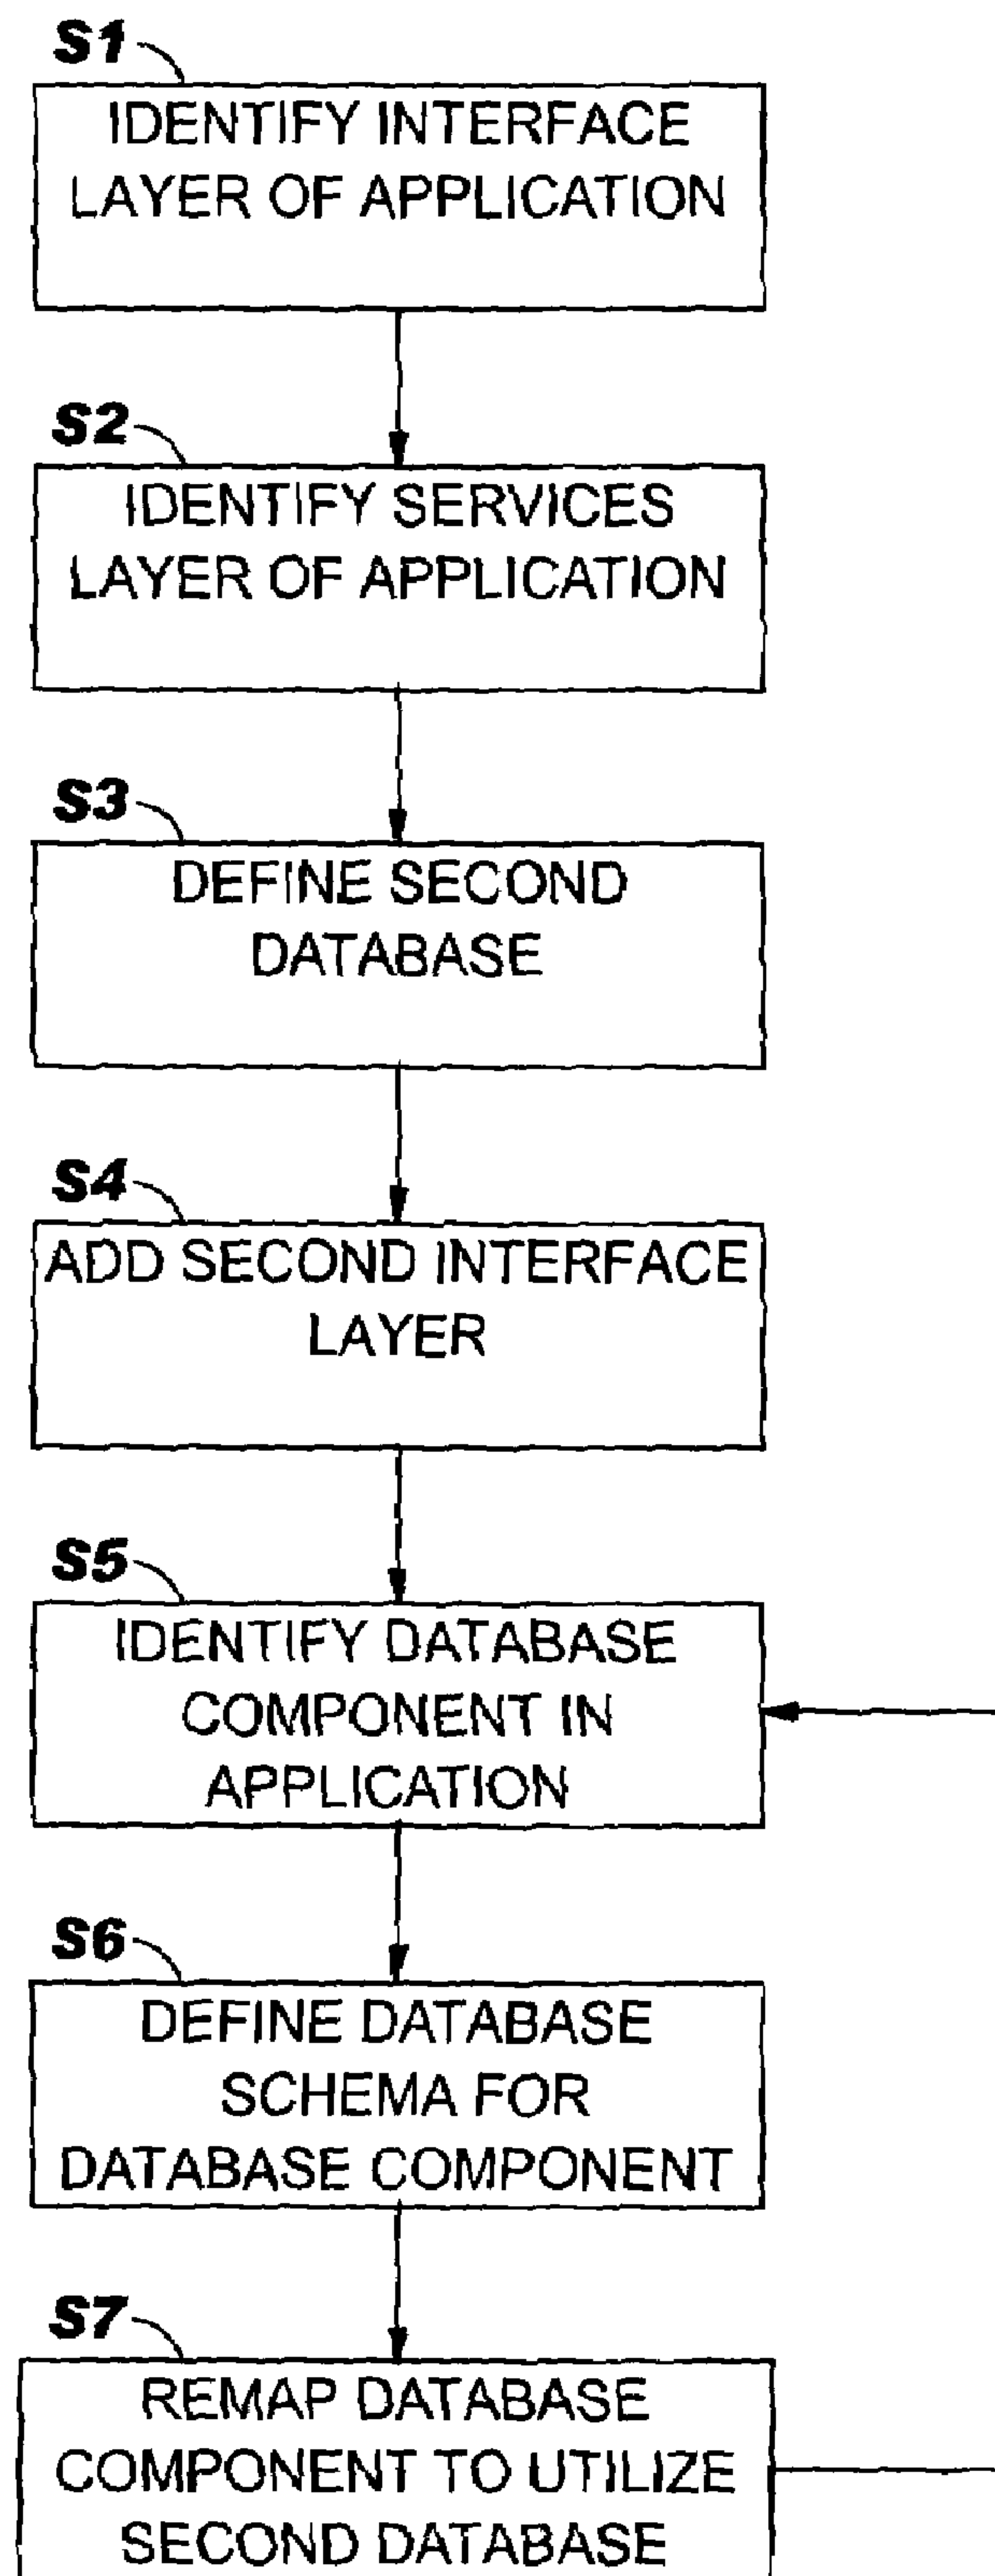 S1
IDENTIFY INTERFACE
LAYER OF APPLICATION
S2
IDENTIFY SERVICES
LAYER OF APPLICATION
S3
DEFINE SECOND
DATABASE
S4
ADD SECOND INTERFACE
LAYER
S5
IDENTIFY DATABASE
COMPONENT IN
APPLICATION
S6
DEFINE DATABASE
SCHEMA FOR
DATABASE COMPONENT
S7
REMAP DATABASE
COMPONENT TO UTILIZE
SECOND DATABASE